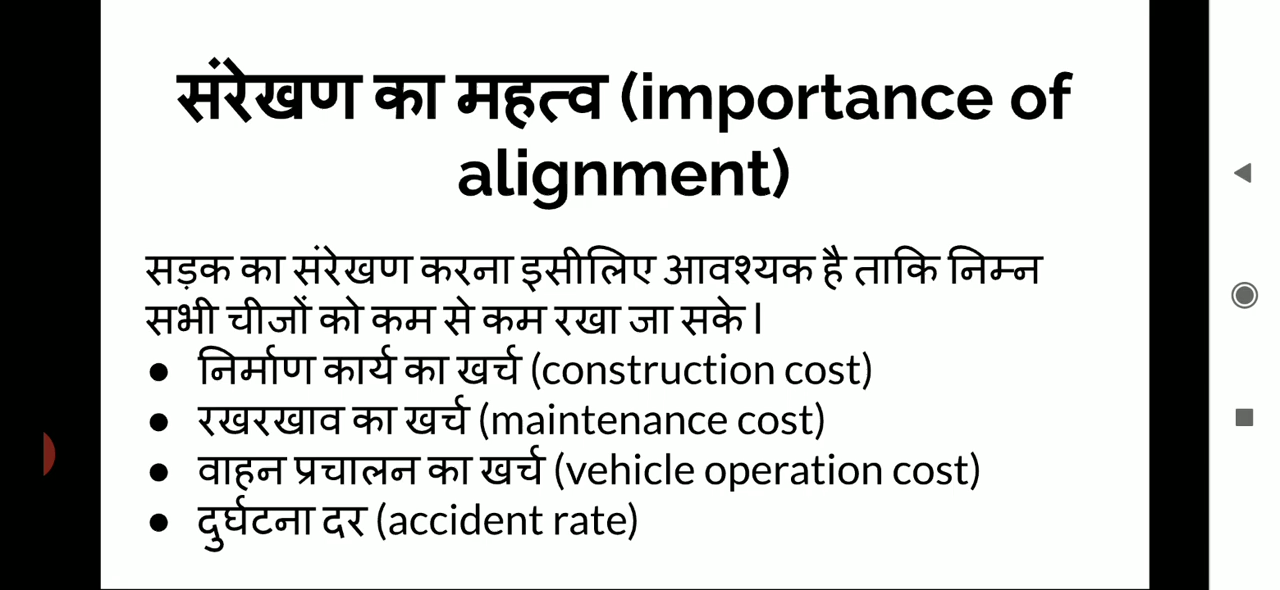 संरेखण का महत्व (importance of
alignment)
सड़क का संरेखण करना इसीलिए आवश्यक है ताकि निम्न
सभी चीजों को कम से कम रखा जा सके l
● निर्माण कार्य का खर्च (construction cost)
● रखरखाव का खर्च (maintenance cost)
● वाहन प्रचालन का खर्च (vehicle operation cost)
● दुर्घटना दर (accident rate)